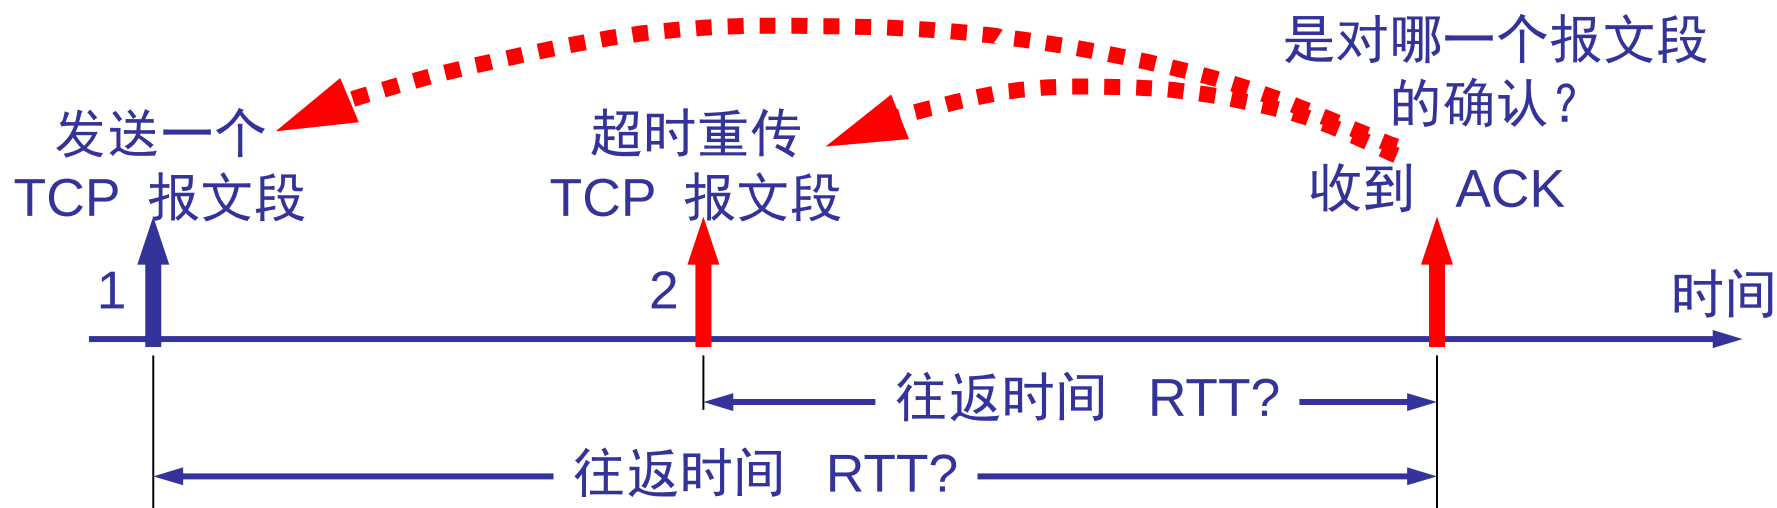 是对哪一个报文段
的确认？
发送一个
TCP 报文段
超时重传
TCP 报文段
收到 ACK
1
2
时间
往返时间 RTT?
往返时间 RTT?